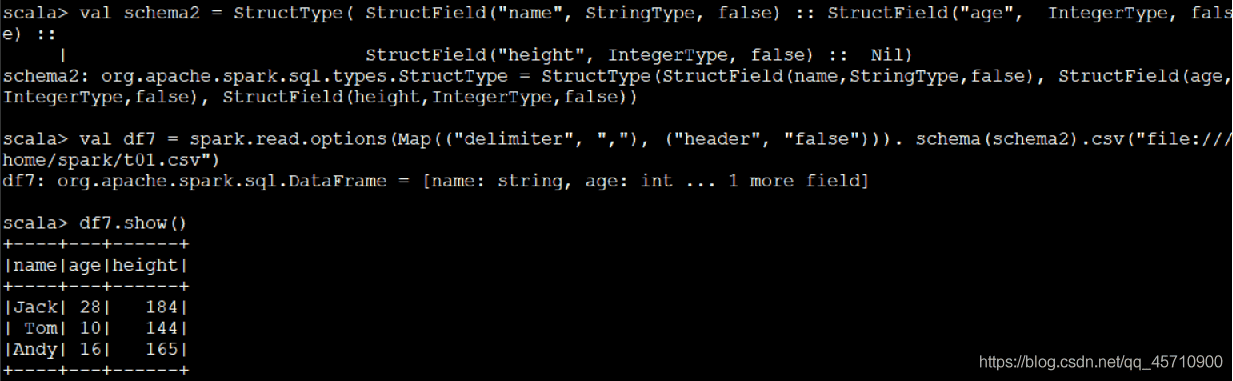 scala> val schema2 = StructType( StructField("name", StringType, false) :: StructField("age",  IntegerType, fals
e) ::
     |                           StructField("height", IntegerType, false) ::  Nil)
schema2: org.apache.spark.sql.types.StructType = StructType(StructField(name,StringType,false), StructField(age,
IntegerType,false), StructField(height,IntegerType,false))
scala> val df7 = spark.read.options(Map(("delimiter", ","), ("header", "false"))). schema(schema2).csv("file:///
home/spark/t01.csv")
df7: org.apache.spark.sql.DataFrame = [name: string, age: int ... 1 more field]
scala> df7.show()
+----+---+------+
|name|age|height|
+----+---+------+
|Jack| 28|   184|
| Tom| 10|   144|
|Andy| 16|   165|
+----+---+------+
https://blog.csdn.net/qq_45710900